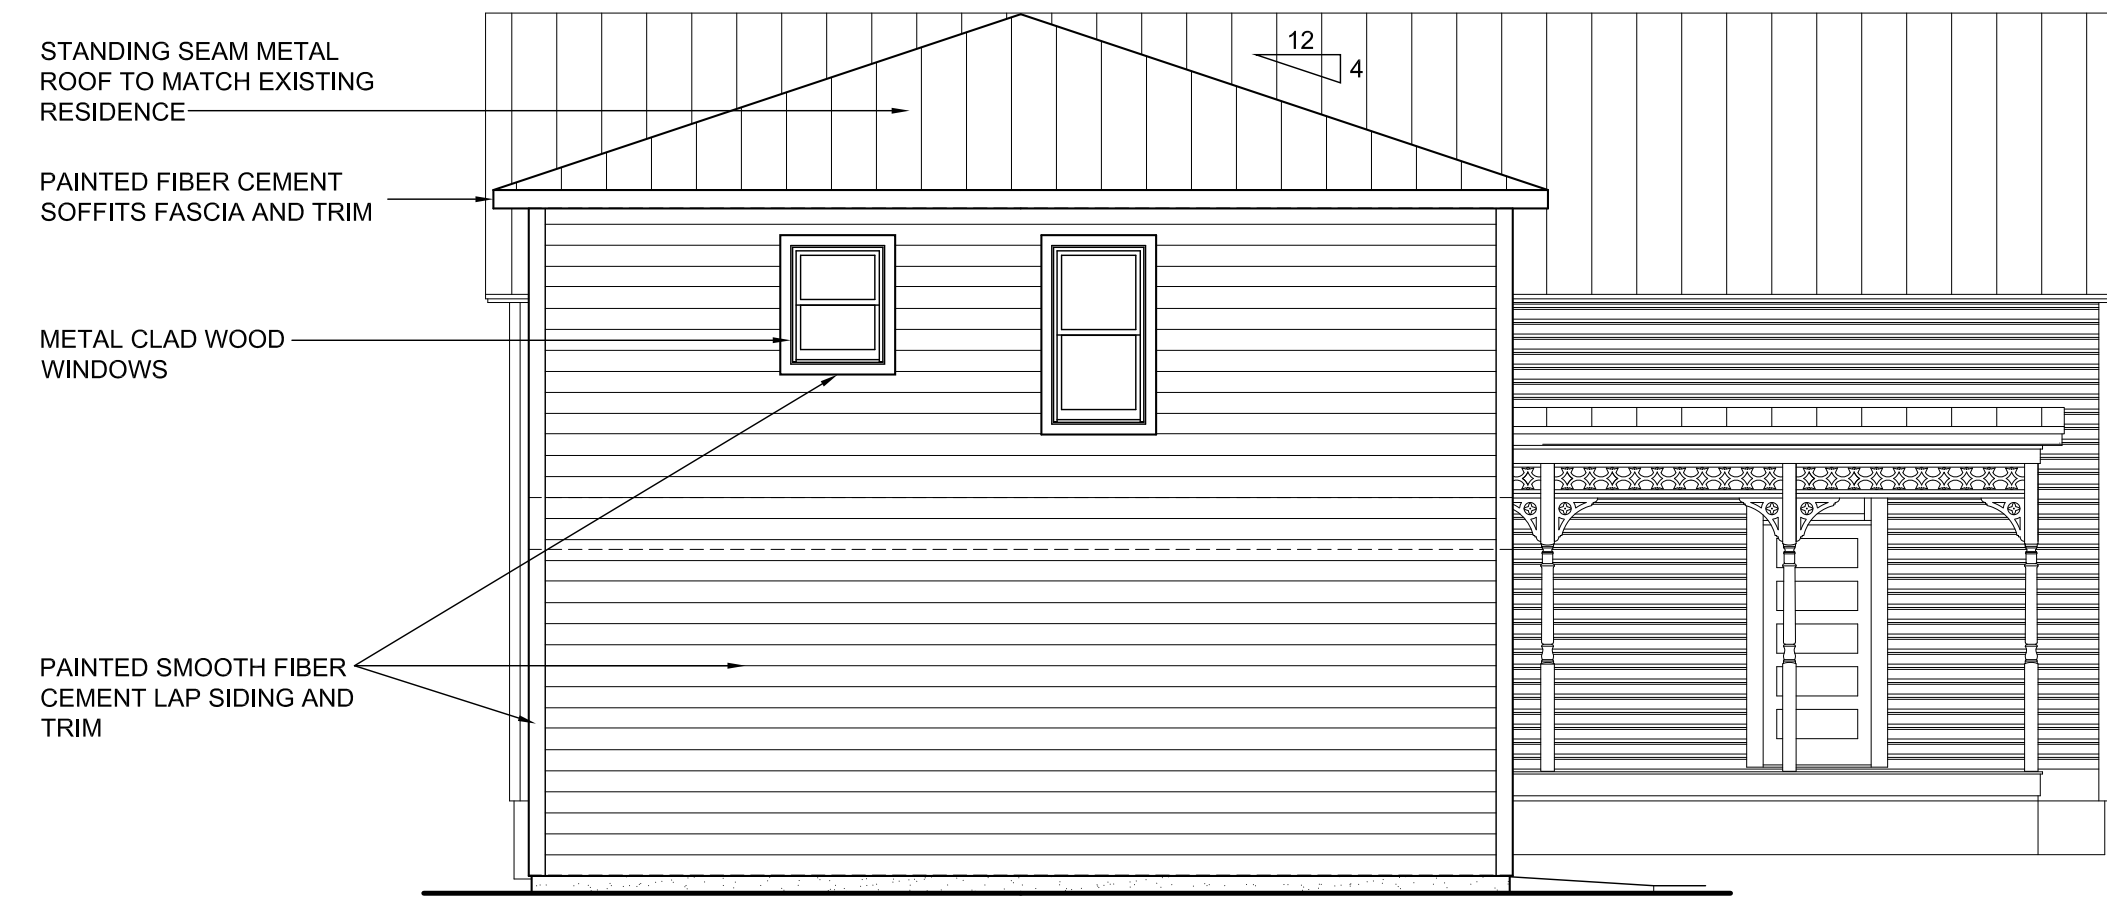 STANDING SEAM METAL
ROOF TO MATCH EXISTING
RESIDENCE
12
4
PAINTED FIBER CEMENT
SOFFITS FASCIA AND TRIM
METAL CLAD WOOD
WINDOWS
PAINTED SMOOTH FIBER
CEMENT LAP SIDING AND
TRIM